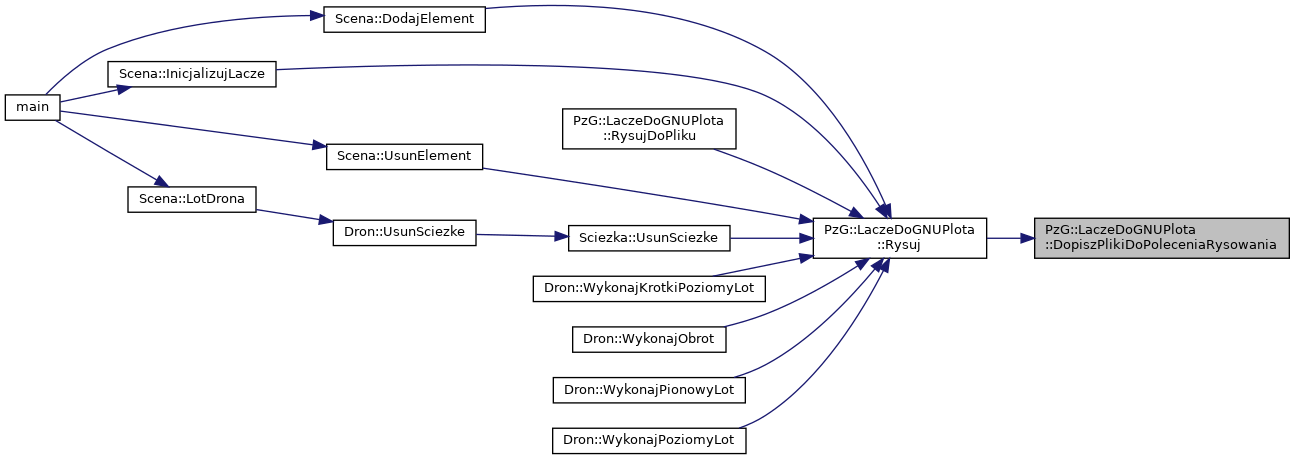 Scena::DodajElement
Scena::InicjalizujLacze
main
PzG::LaczeDoGNUPlota
::RysujDoPliku
Scena::UsunElement
Scena::LotDrona
Dron::UsunSciezke
Sciezka::UsunSciezke
PzG::LaczeDoGNUPlota
::Rysuj
PzG::LaczeDoGNUPlota
::DopiszPlikiDoPoleceniaRysowania
Dron::WykonajKrotkiPoziomyLot
Dron::WykonajObrot
Dron::WykonajPionowyLot
Dron::WykonajPoziomyLot